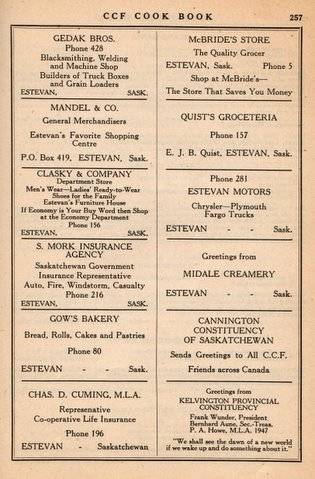 CCF COOK BOOK
257
GEDAK BROS.
Phone 428
Blacksmithing, Welding
and Machine Shop
Builders of Truck Boxes
and Grain Loaders
ESTEVAN, SASK.
MANDEL & CO.
General Merchandisers
Estevan's Favorite Shopping
Centre
P.O. Box 419, ESTEVAN, Sask.
CLASKY & COMPANY
Department Store
Men's Wear—Ladies' Ready-to-Wear
Shoes for the Family
Estevan's Furniture House
If Economy is Your Buy Word then Shop
at the Economy Department
Phone 156
ESTEVAN, SASK.
S. MORK INSURANCE
AGENCY
Saskatchewan Government
Insurance Representative
Auto, Fire, Windstorm, Casualty
Phone 216
ESTEVAN, SASK.
GOW'S BAKERY
Bread, Rolls, Cakes and Pastries
Phone 80
ESTEVAN - - Sask.
CHAS. D. CUMING, M.L.A.
Represenative
Co-operative Life Insurance
Phone 196
ESTEVAN - Saskatchewan
McBRIDE'S STORE
The Quality Grocer
ESTEVAN, Sask. Phone 5
Shop at McBride's—
The Store That Saves You Money
QUIST'S GROCETERIA
Phone 157
E. J. B. Quist, ESTEVAN, Sask.
Phone 281
ESTEVAN MOTORS
Chrysler—Plymouth
Fargo Trucks
ESTEVAN - - Sask.
Greetings from
MIDALE CREAMERY
ESTEVAN - - Sask.
CANNINGTON
CONSTITUENCY
OF SASKATCHEWAN
Sends Greetings to All C.C.F.
Friends across Canada
Greetings from
KELVINGTON PROVINCIAL
CONSTITUENCY
Frank Wunder, President
Bernhard Aune, Sec.-Treas.
P. A. Howe, M.L.A. 1947
"We shall see the dawn of a new world
if we wake up and do something about it."